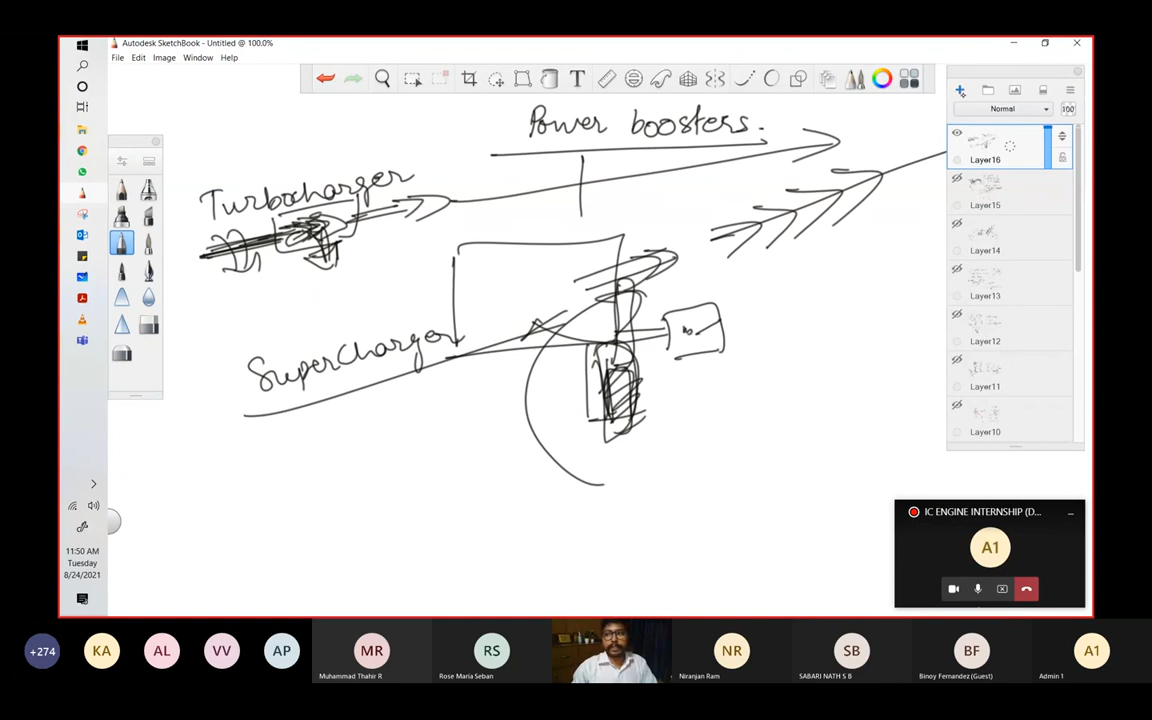 Autodesk SketchBook - Untitled @ 100.0%
File Edit Image Window Help
T
Power boosters.
Turbocharger
SuperCharger
Normal
100
Layer16
Layer15
Layer14
Layer13
Layer12
Layer11
Layer10
11:50 AM
Tuesday
8/24/2021
IC ENGINE INTERNSHIP (D...
A1
+274
KA
AL
VV
AP
MR
Muhammad Thahir R
RS
Rose Maria Seban
NR
Niranjan Ram
SB
SABARI NATH S B
BF
Binoy Fernandez (Guest)
A1
Admin 1